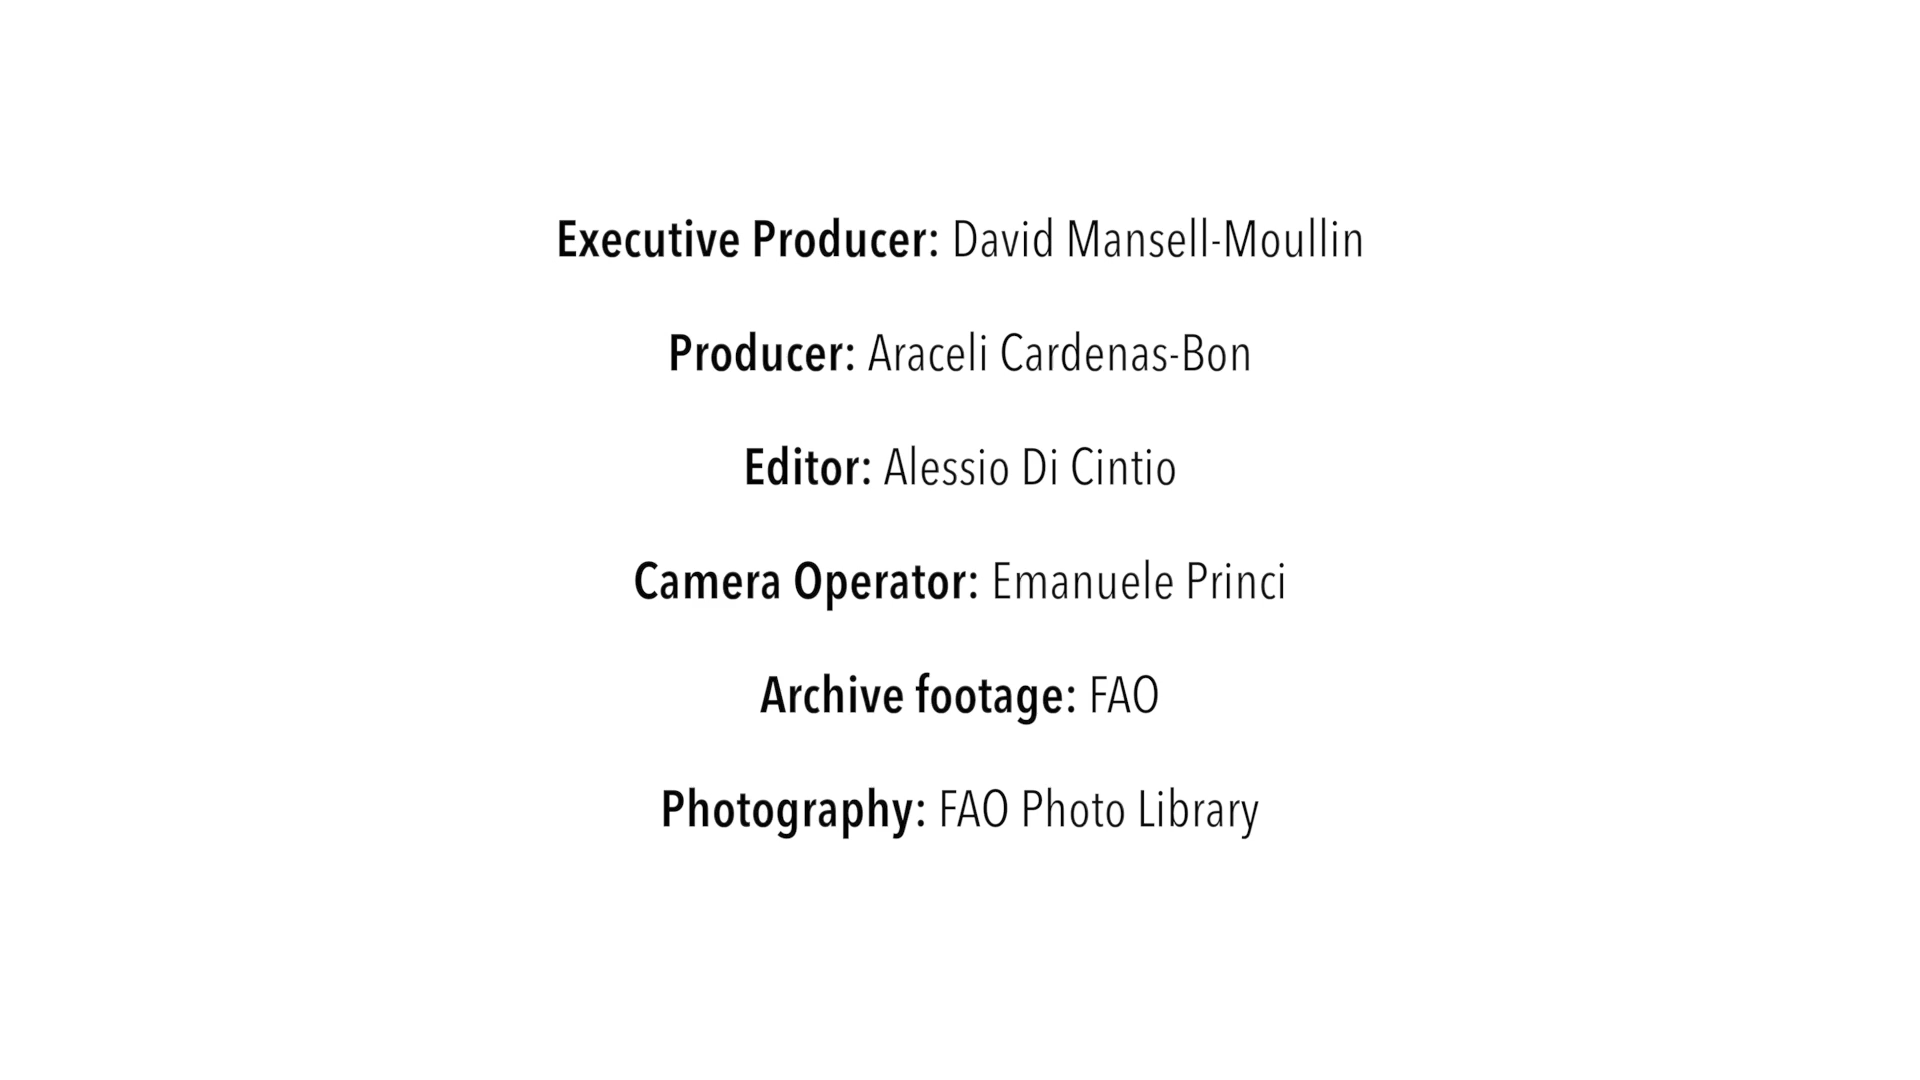 Executive Producer: David Mansell-Moullin
Producer: Araceli Cardenas-Bon
Editor: Alessio Di Cintio
Camera Operator: Emanuele Princi
Archive footage: FAO
Photography: FAO Photo Library